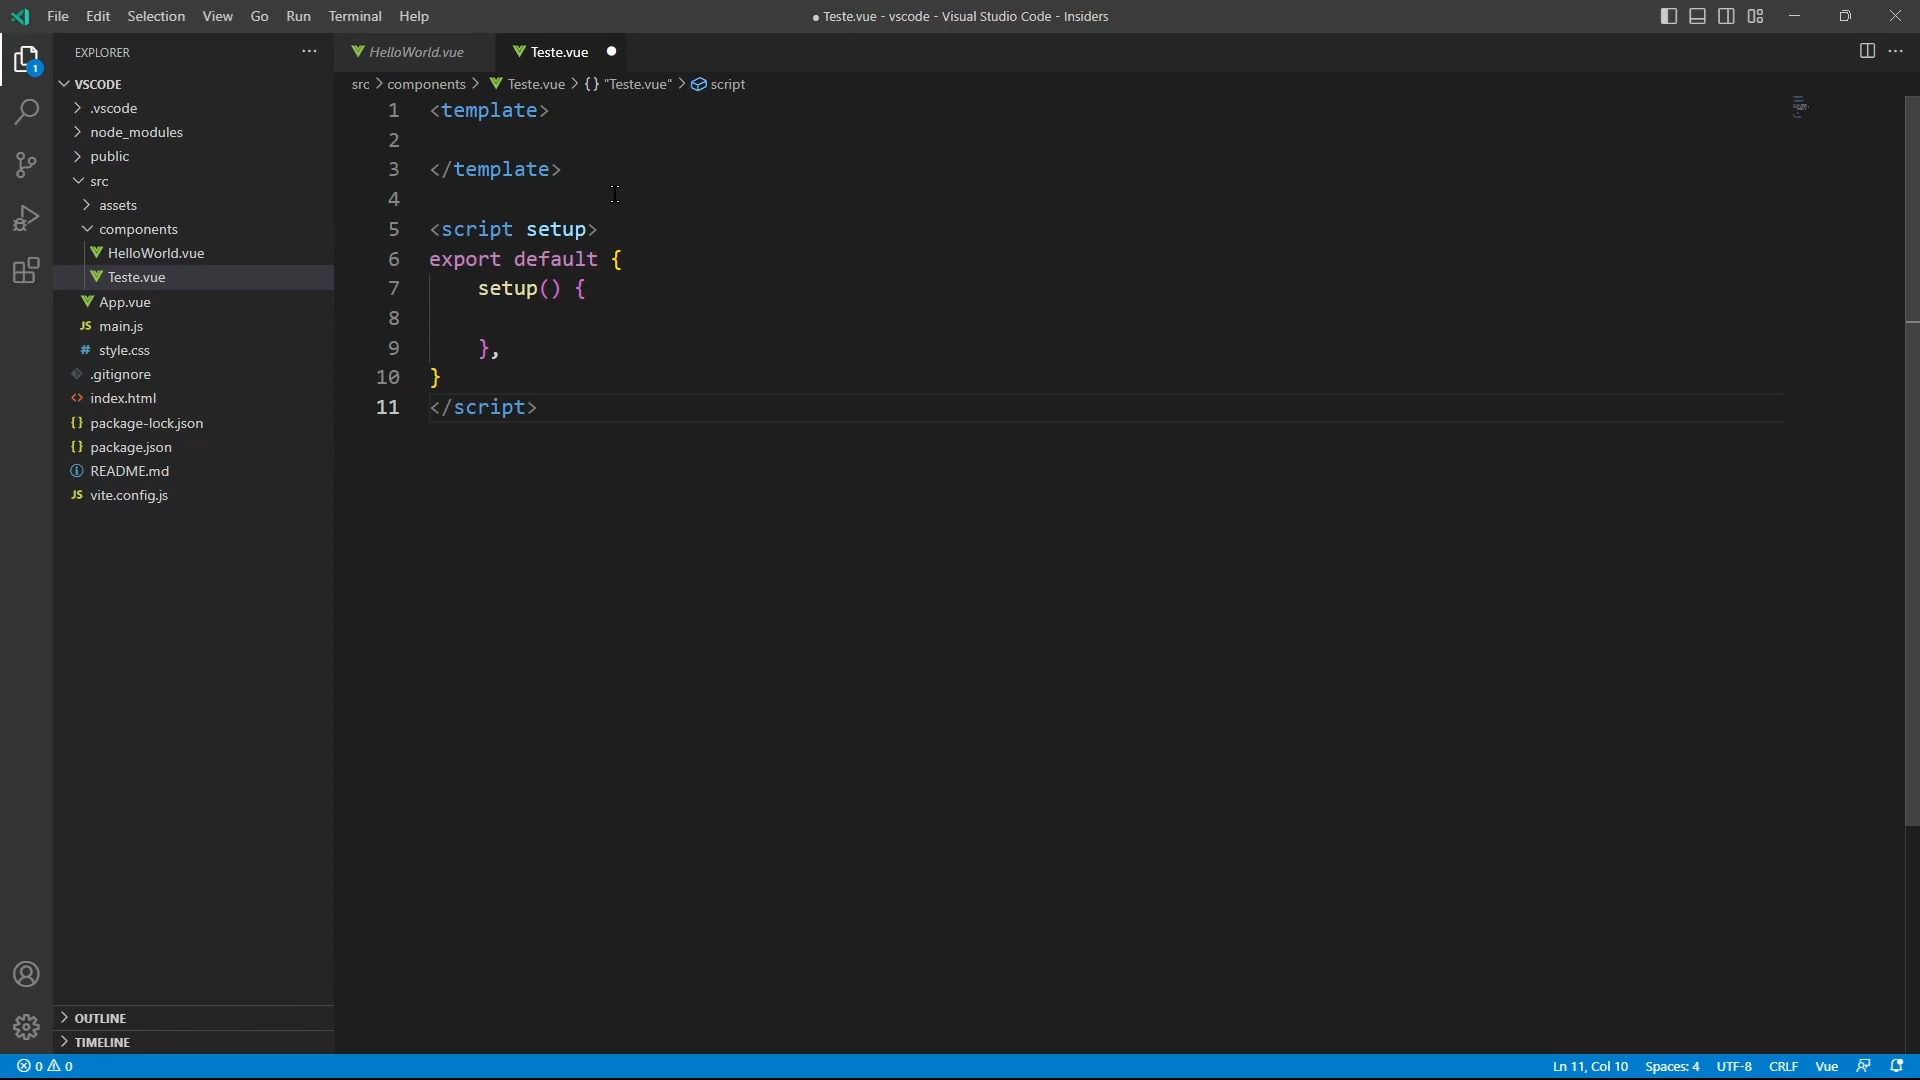 File Edit Selection View Go Run Terminal Help
● Teste.vue - vscode - Visual Studio Code - Insiders
EXPLORER
HelloWorld.vue
Teste.vue
src > components > Teste.vue > {} "Teste.vue" > script
1
VSCODE
.vscode
node_modules
public
src
assets
components
HelloWorld.vue
Teste.vue
App.vue
JS main.js
# style.css
.gitignore
<> index.html
{} package-lock.json
{} package.json
README.md
JS vite.config.js
OUTLINE
TIMELINE
1 <template>
2
3 </template>
4
5 <script setup>
6 export default {
7 setup() {
8
9 },
10 }
11 </script>
0 0
Ln 11, Col 10 Spaces: 4 UTF-8 CRLF Vue